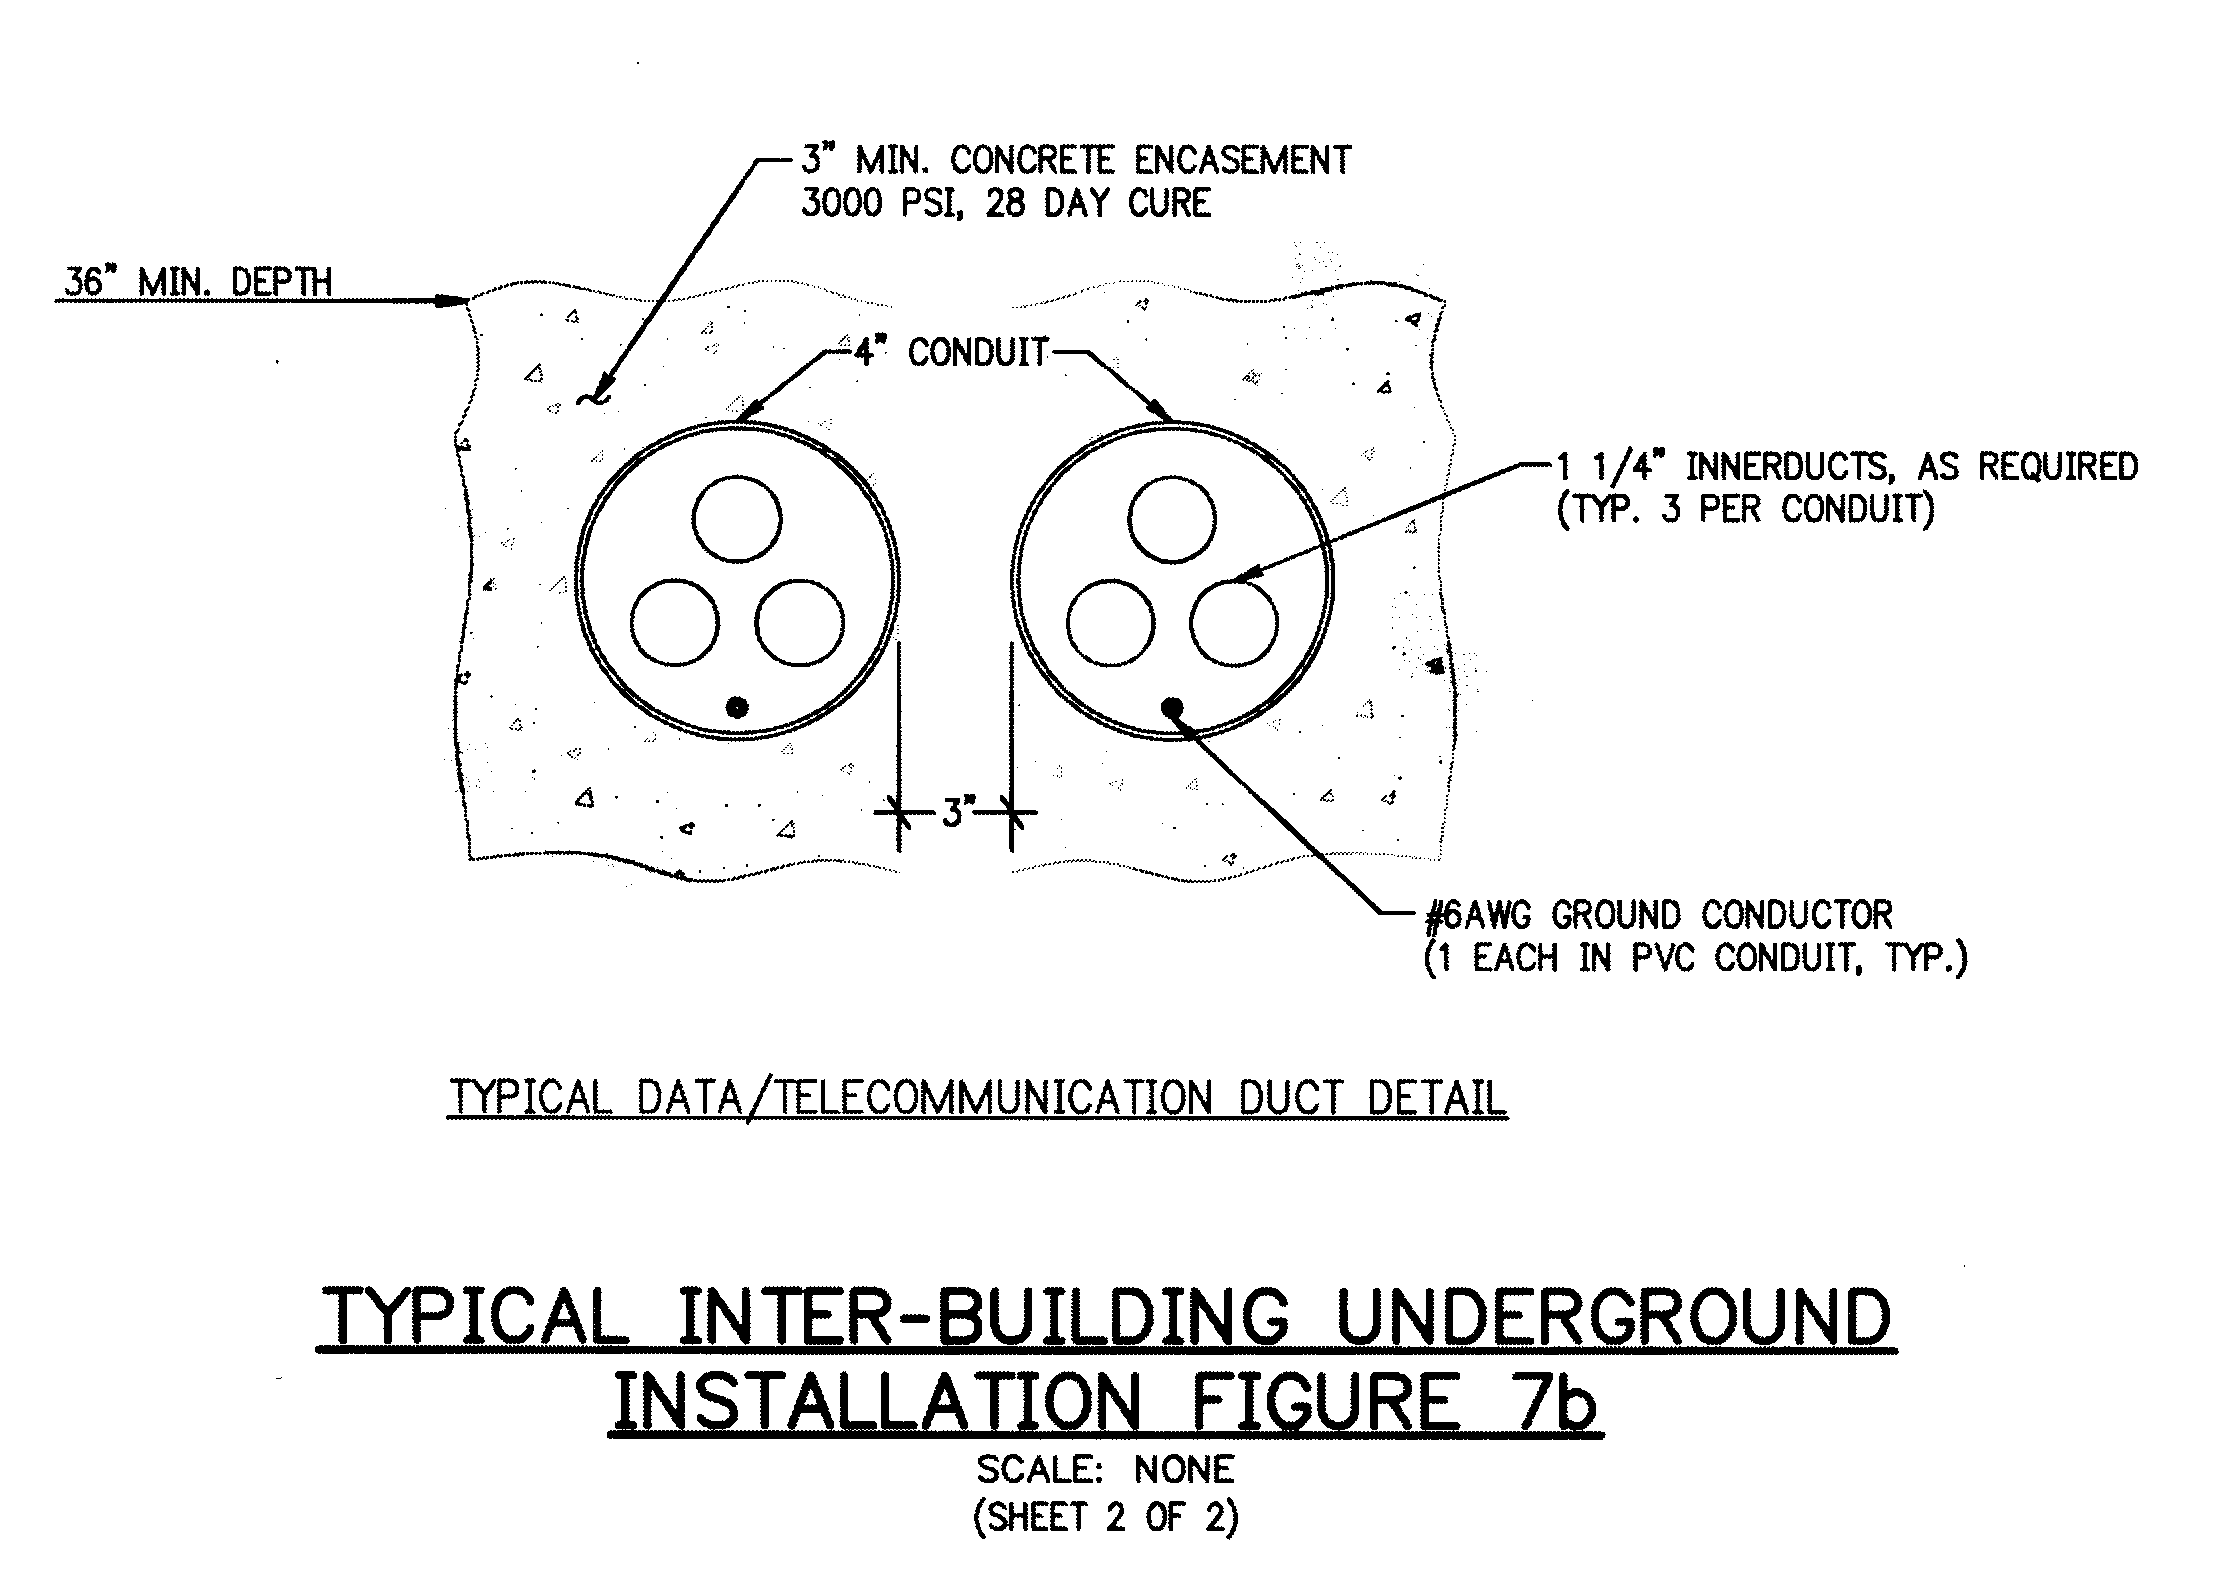 3" MIN. CONCRETE ENCASEMENT
3000 PSI, 28 DAY CURE
36" MIN. DEPTH
4" CONDUIT
1 1/4" INNERDUCTS, AS REQUIRED
(TYP. 3 PER CONDUIT)
3"
#6AWG GROUND CONDUCTOR
(1 EACH IN PVC CONDUIT, TYP.)
TYPICAL DATA/TELECOMMUNICATION DUCT DETAIL
TYPICAL INTER-BUILDING UNDERGROUND
INSTALLATION FIGURE 7b
SCALE: NONE
(SHEET 2 OF 2)